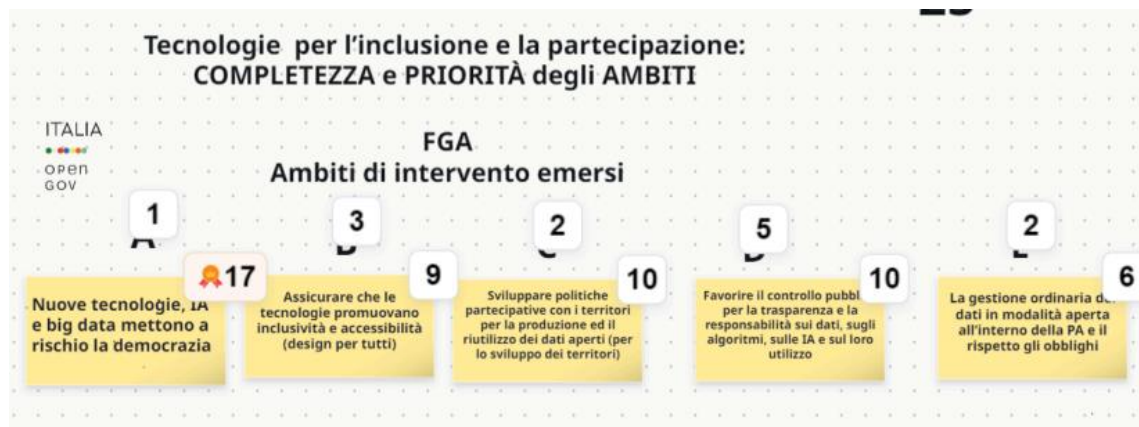 Tecnologie per l’inclusione e la partecipazione:
COMPLETEZZA e PRIORITÀ degli AMBITI
ITALIA
open
GOV
FGA
Ambiti di intervento emersi
1
3
2
5
2
A
B
C
D
17
9
10
10
6
Nuove tecnologie, IA
e big data mettono a
rischio la democrazia
Assicurare che le
tecnologie promuovano
inclusività e accessibilità
(design per tutti)
Sviluppare politiche
partecipative con i territori
per la produzione ed il
riutilizzo dei dati aperti (per
lo sviluppo dei territori)
Favorire il controllo
per la trasparenza e la
responsabilità sui dati, sugli
algoritmi, sulle IA e sul loro
utilizzo
La gestione ordinaria
dati in modalità aperta
all’interno della PA e il
rispetto gli obblighi